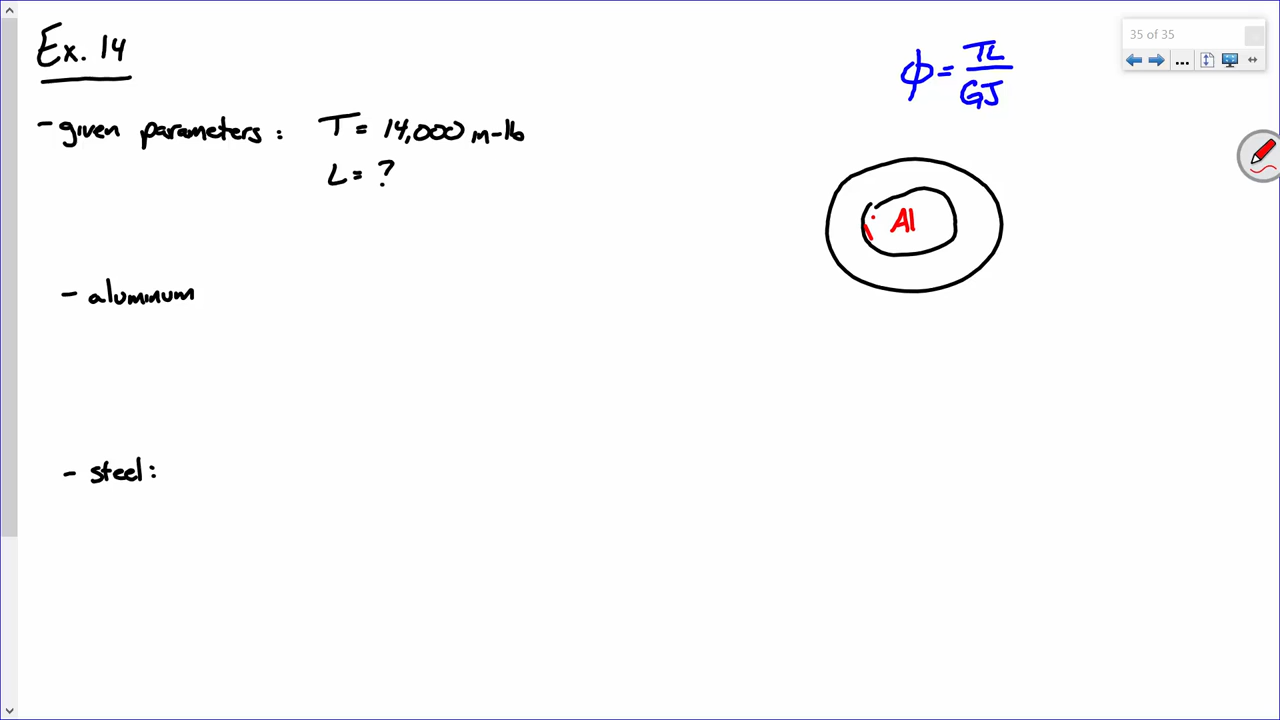 Ex. 14
ϕ = TL/GJ
- given parameters : T = 14,000 in-lb
L = ?
Al
- aluminum
- steel :
35 of 35
...